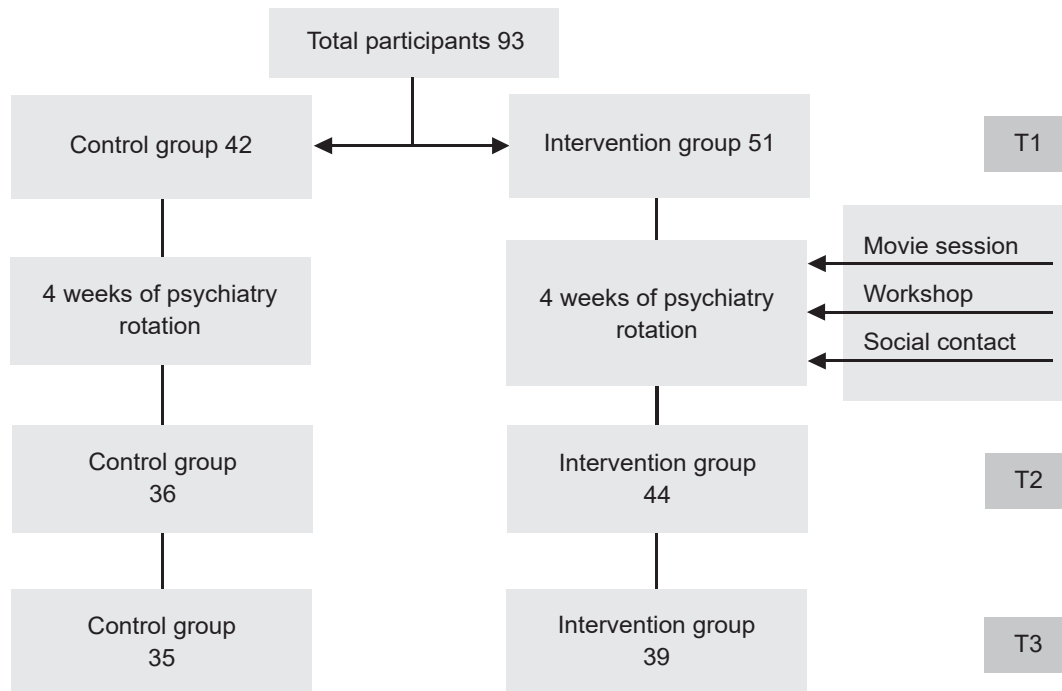 Total participants 93
Control group 42
Intervention group 51
T1
4 weeks of psychiatry
rotation
4 weeks of psychiatry
rotation
Movie session
Workshop
Social contact
Control group
36
Intervention group
44
T2
Control group
35
Intervention group
39
T3